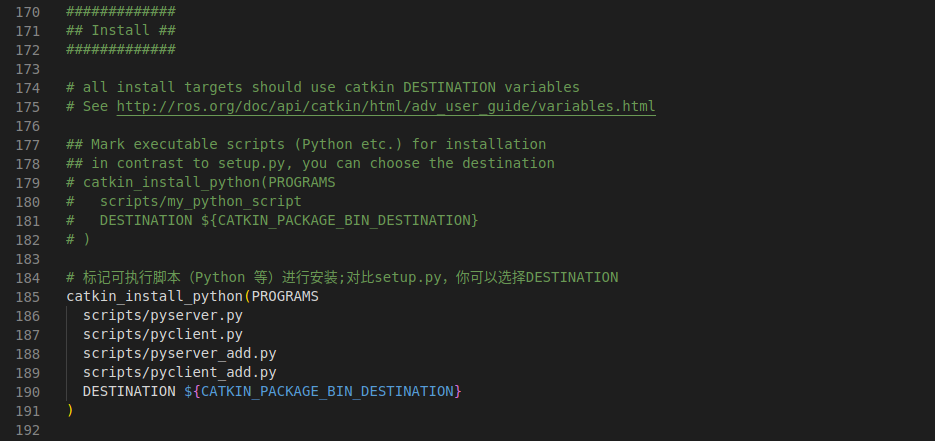 170 #############
171 ## Install ##
172 #############
173
174 # all install targets should use catkin DESTINATION variables
175 # See http://ros.org/doc/api/catkin/html/adv_user_guide/variables.html
176
177 ## Mark executable scripts (Python etc.) for installation
178 ## in contrast to setup.py, you can choose the destination
179 # catkin_install_python(PROGRAMS
180 #   scripts/my_python_script
181 #   DESTINATION ${CATKIN_PACKAGE_BIN_DESTINATION}
182 # )
183
184 # 标记可执行脚本（Python 等）进行安装;对比setup.py，你可以选择DESTINATION
185 catkin_install_python(PROGRAMS
186   scripts/pyserver.py
187   scripts/pyclient.py
188   scripts/pyserver_add.py
189   scripts/pyclient_add.py
190   DESTINATION ${CATKIN_PACKAGE_BIN_DESTINATION}
191 )
192